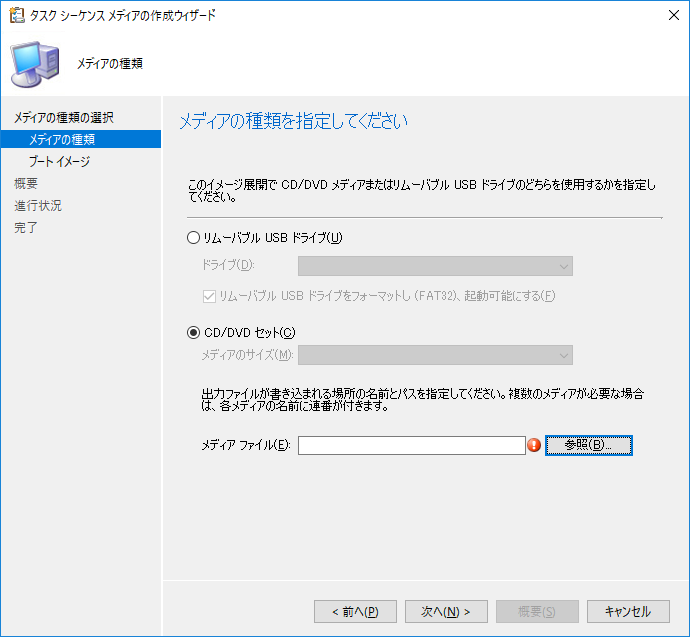 タスク シーケンス メディアの作成ウィザード
メディアの種類
メディアの種類の選択
メディアの種類
ブート イメージ
概要
進行状況
完了
メディアの種類を指定してください
このイメージ展開で CD/DVD メディアまたはリムーバブル USB ドライブのどちらを使用するかを指定し
てください。
リムーバブル USB ドライブ(U)
ドライブ(D):
リムーバブル USB ドライブをフォーマットし (FAT32)、起動可能にする(F)
CD/DVD セット(C)
メディアのサイズ(M):
出力ファイルが書き込まれる場所の名前とパスを指定してください。複数のメディアが必要な場合
は、各メディアの名前に連番が付きます。
メディア ファイル(E):
参照(B)...
< 前へ(P)
次へ(N) >
概要(S)
キャンセル